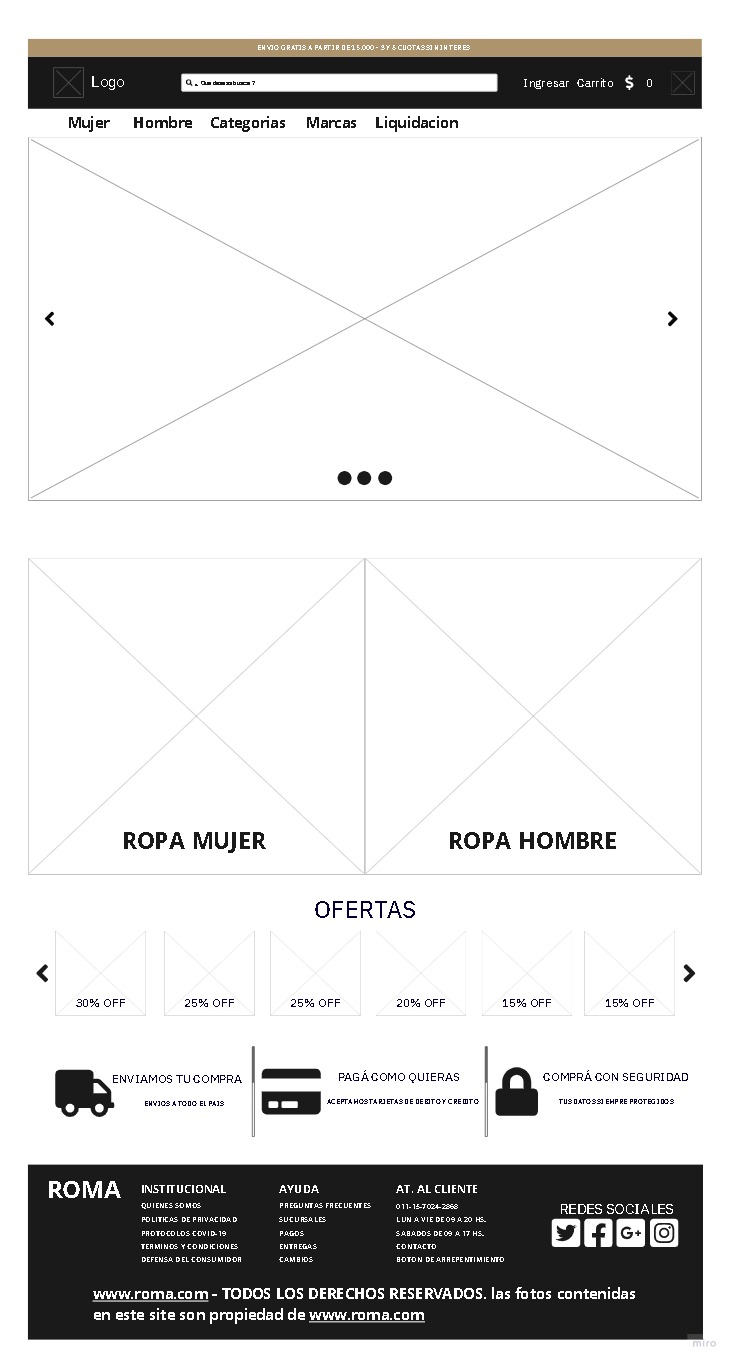 ENVIO GRATIS A PARTIR DE 15.000 - 3 Y 6 CUOTAS SIN INTERES
Logo
Que deseas buscar?
Ingresar Carrito $ 0
Mujer Hombre Categorias Marcas Liquidacion
ROPA MUJER ROPA HOMBRE
OFERTAS
30% OFF 25% OFF 25% OFF 20% OFF 15% OFF 15% OFF
ENVIAMOS TU COMPRA
ENVIOS A TODO EL PAIS
PAGÁ COMO QUIERAS
ACEPTAMOS TARJETAS DE DEBITO Y CREDITO
COMPRÁ CON SEGURIDAD
TUS DATOS SIEMPRE PROTEGIDOS
ROMA
INSTITUCIONAL
QUIENES SOMOS
POLITICAS DE PRIVACIDAD
PROTOCOLOS COVID-19
TERMINOS Y CONDICIONES
DEFENSA DEL CONSUMIDOR
AYUDA
PREGUNTAS FRECUENTES
SUCURSALES
PAGOS
ENTREGAS
CAMBIOS
AT. AL CLIENTE
011-15-7024-2868
LUN A VIE DE 09 A 20 HS.
SABADOS DE 09 A 17 HS.
CONTACTO
BOTON DE ARREPENTIMIENTO
REDES SOCIALES
www.roma.com - TODOS LOS DERECHOS RESERVADOS. las fotos contenidas
en este site son propiedad de www.roma.com
miro